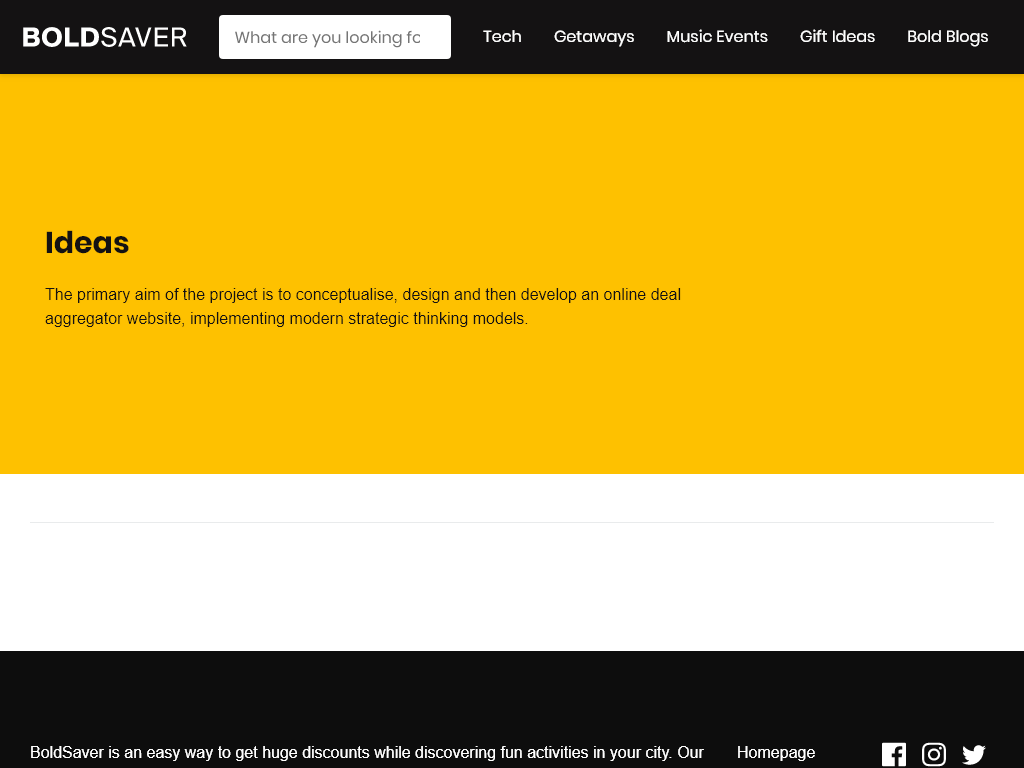 BOLDSAVER
What are you looking fo
Tech
Getaways
Music Events
Gift Ideas
Bold Blogs
Ideas
The primary aim of the project is to conceptualise, design and then develop an online deal
aggregator website, implementing modern strategic thinking models.
BoldSaver is an easy way to get huge discounts while discovering fun activities in your city. Our
Homepage